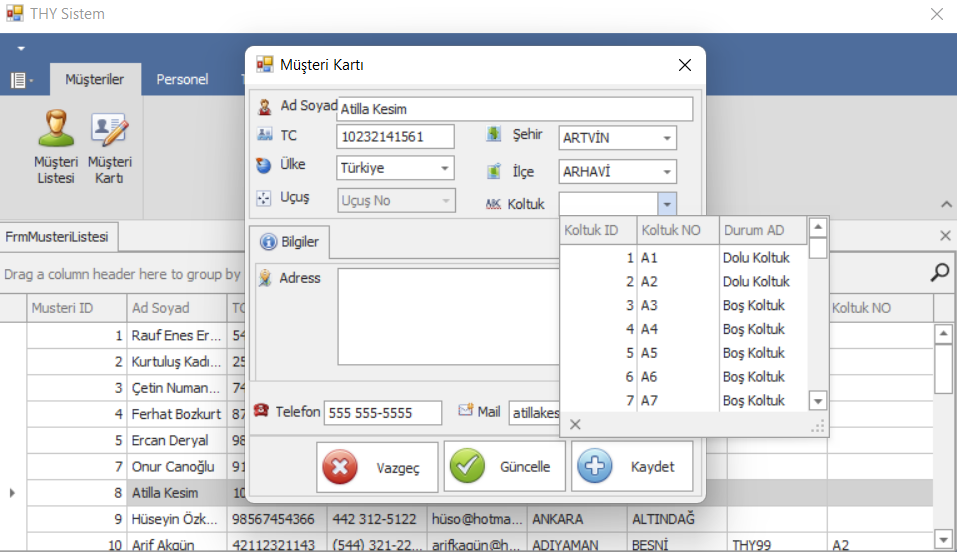 THY Sistem
Müşteriler Personel
Müşteri Listesi
Müşteri Kartı
FrmMusteriListesi
Drag a column header here to group by
Musteri ID Ad Soyad TC Koltuk NO
1 Rauf Enes Er... 54
2 Kurtuluş Kadı... 25
3 Çetin Numan... 74
4 Ferhat Bozkurt 87
5 Ercan Deryal 98
7 Onur Canoğlu 91
8 Atilla Kesim 10
9 Hüseyin Özk... 98567454366 442 312-5122 hüso@hotma... ANKARA ALTINDAĞ
10 Arif Akgün 42112321143 (544) 321-22... arifkagün@h... ADIYAMAN BESNİ THY99 A2
Müşteri Kartı
Ad Soyad Atilla Kesim
TC 10232141561 Şehir ARTVİN
Ülke Türkiye İlçe ARHAVİ
Uçuş Uçuş No Koltuk
Koltuk ID Koltuk NO Durum AD
1 A1 Dolu Koltuk
2 A2 Dolu Koltuk
3 A3 Boş Koltuk
4 A4 Boş Koltuk
5 A5 Boş Koltuk
6 A6 Boş Koltuk
7 A7 Boş Koltuk
Bilgiler
Adress
Telefon 555 555-5555 Mail atillakes
Vazgeç Güncelle Kaydet